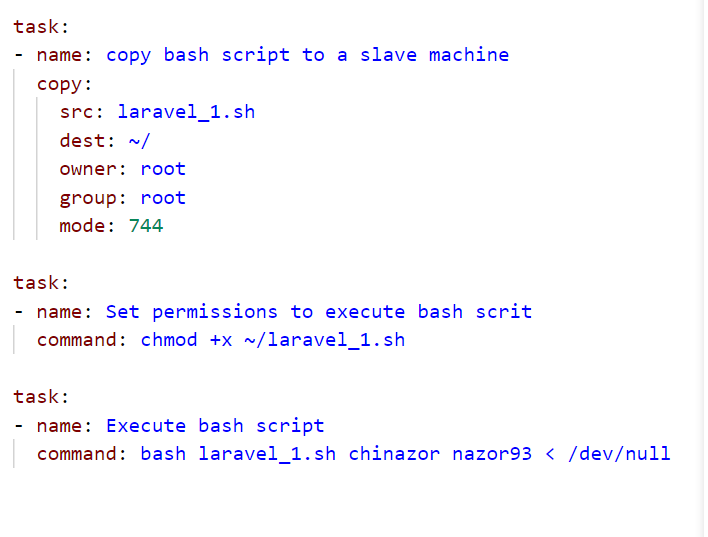 task:
- name: copy bash script to a slave machine
copy:
src: laravel_1.sh
dest: ~/
owner: root
group: root
mode: 744
task:
- name: Set permissions to execute bash scrit
command: chmod +x ~/laravel_1.sh
task:
- name: Execute bash script
command: bash laravel_1.sh chinazor nazor93 < /dev/null